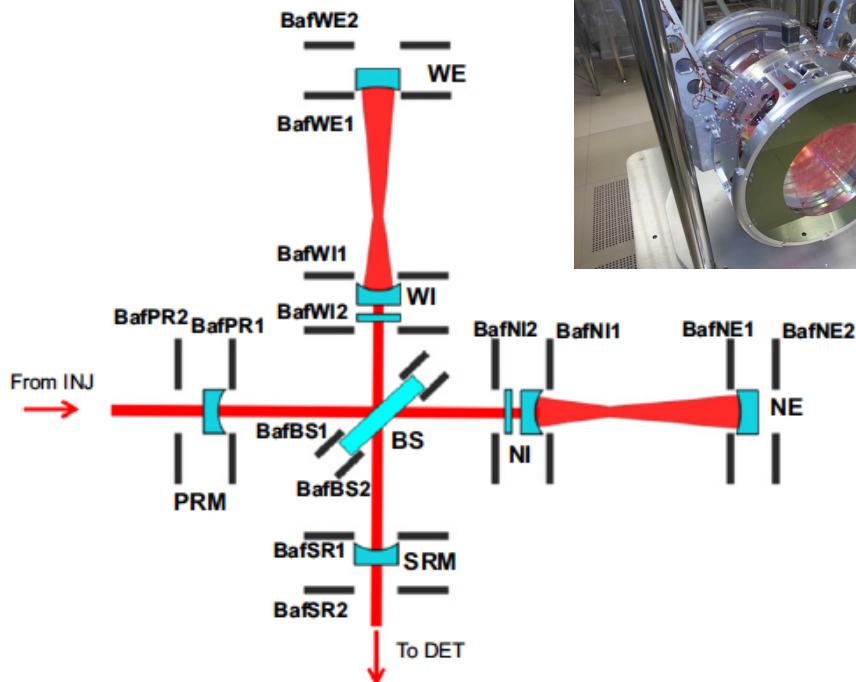 BafWE2
WE
BafWE1
BafWI1
WI
BafWI2
BafPR2
BafPR1
BafNI2
BafNI1
BafNE1
BafNE2
From INJ
NE
BafBS1
BS
NI
BafBS2
PRM
BafSR1
SRM
BafSR2
To DET